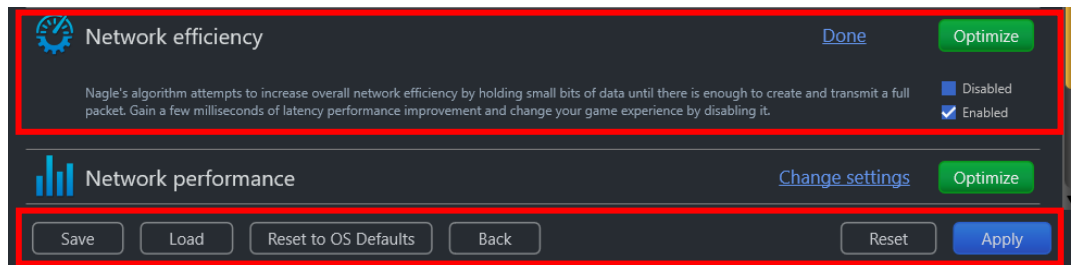 Network efficiency
Done
Optimize
Nagle's algorithm attempts to increase overall network efficiency by holding small bits of data until there is enough to create and transmit a full
packet. Gain a few milliseconds of latency performance improvement and change your game experience by disabling it.
Disabled
Enabled
Network performance
Change settings
Optimize
Save
Load
Reset to OS Defaults
Back
Reset
Apply